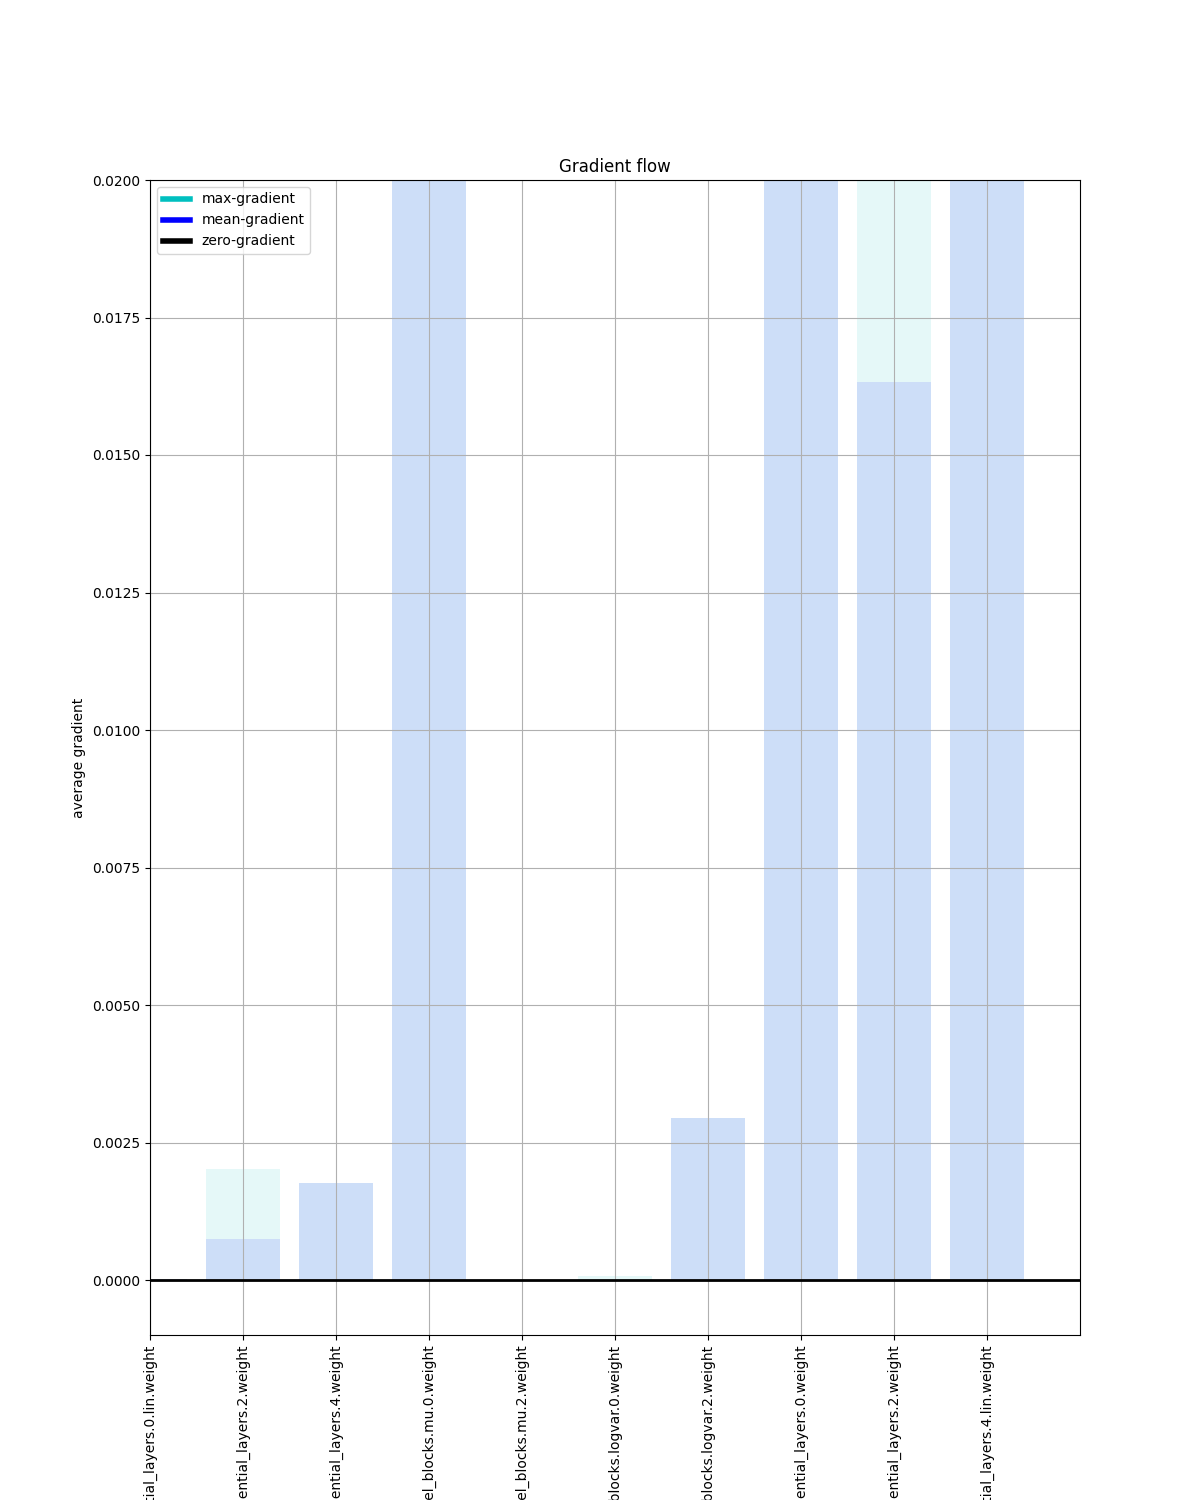 Gradient flow
max-gradient
mean-gradient
zero-gradient
0.0200
0.0175
0.0150
0.0125
0.0100
0.0075
0.0050
0.0025
0.0000
average gradient
tial_layers.0.lin.weight
ential_layers.2.weight
ential_layers.4.weight
el_blocks.mu.0.weight
el_blocks.mu.2.weight
blocks.logvar.0.weight
blocks.logvar.2.weight
ential_layers.0.weight
ential_layers.2.weight
tial_layers.4.lin.weight